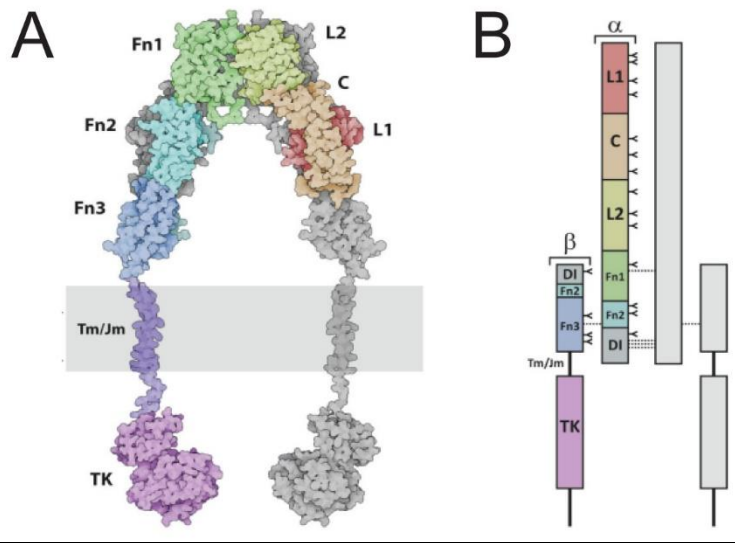 A
Fn1
L2
C
Fn2
L1
Fn3
Tm/Jm
TK
B
α
L1
C
L2
β
DI
Fn1
Fn2
Fn3
Fn2
DI
Tm/Jm
TK